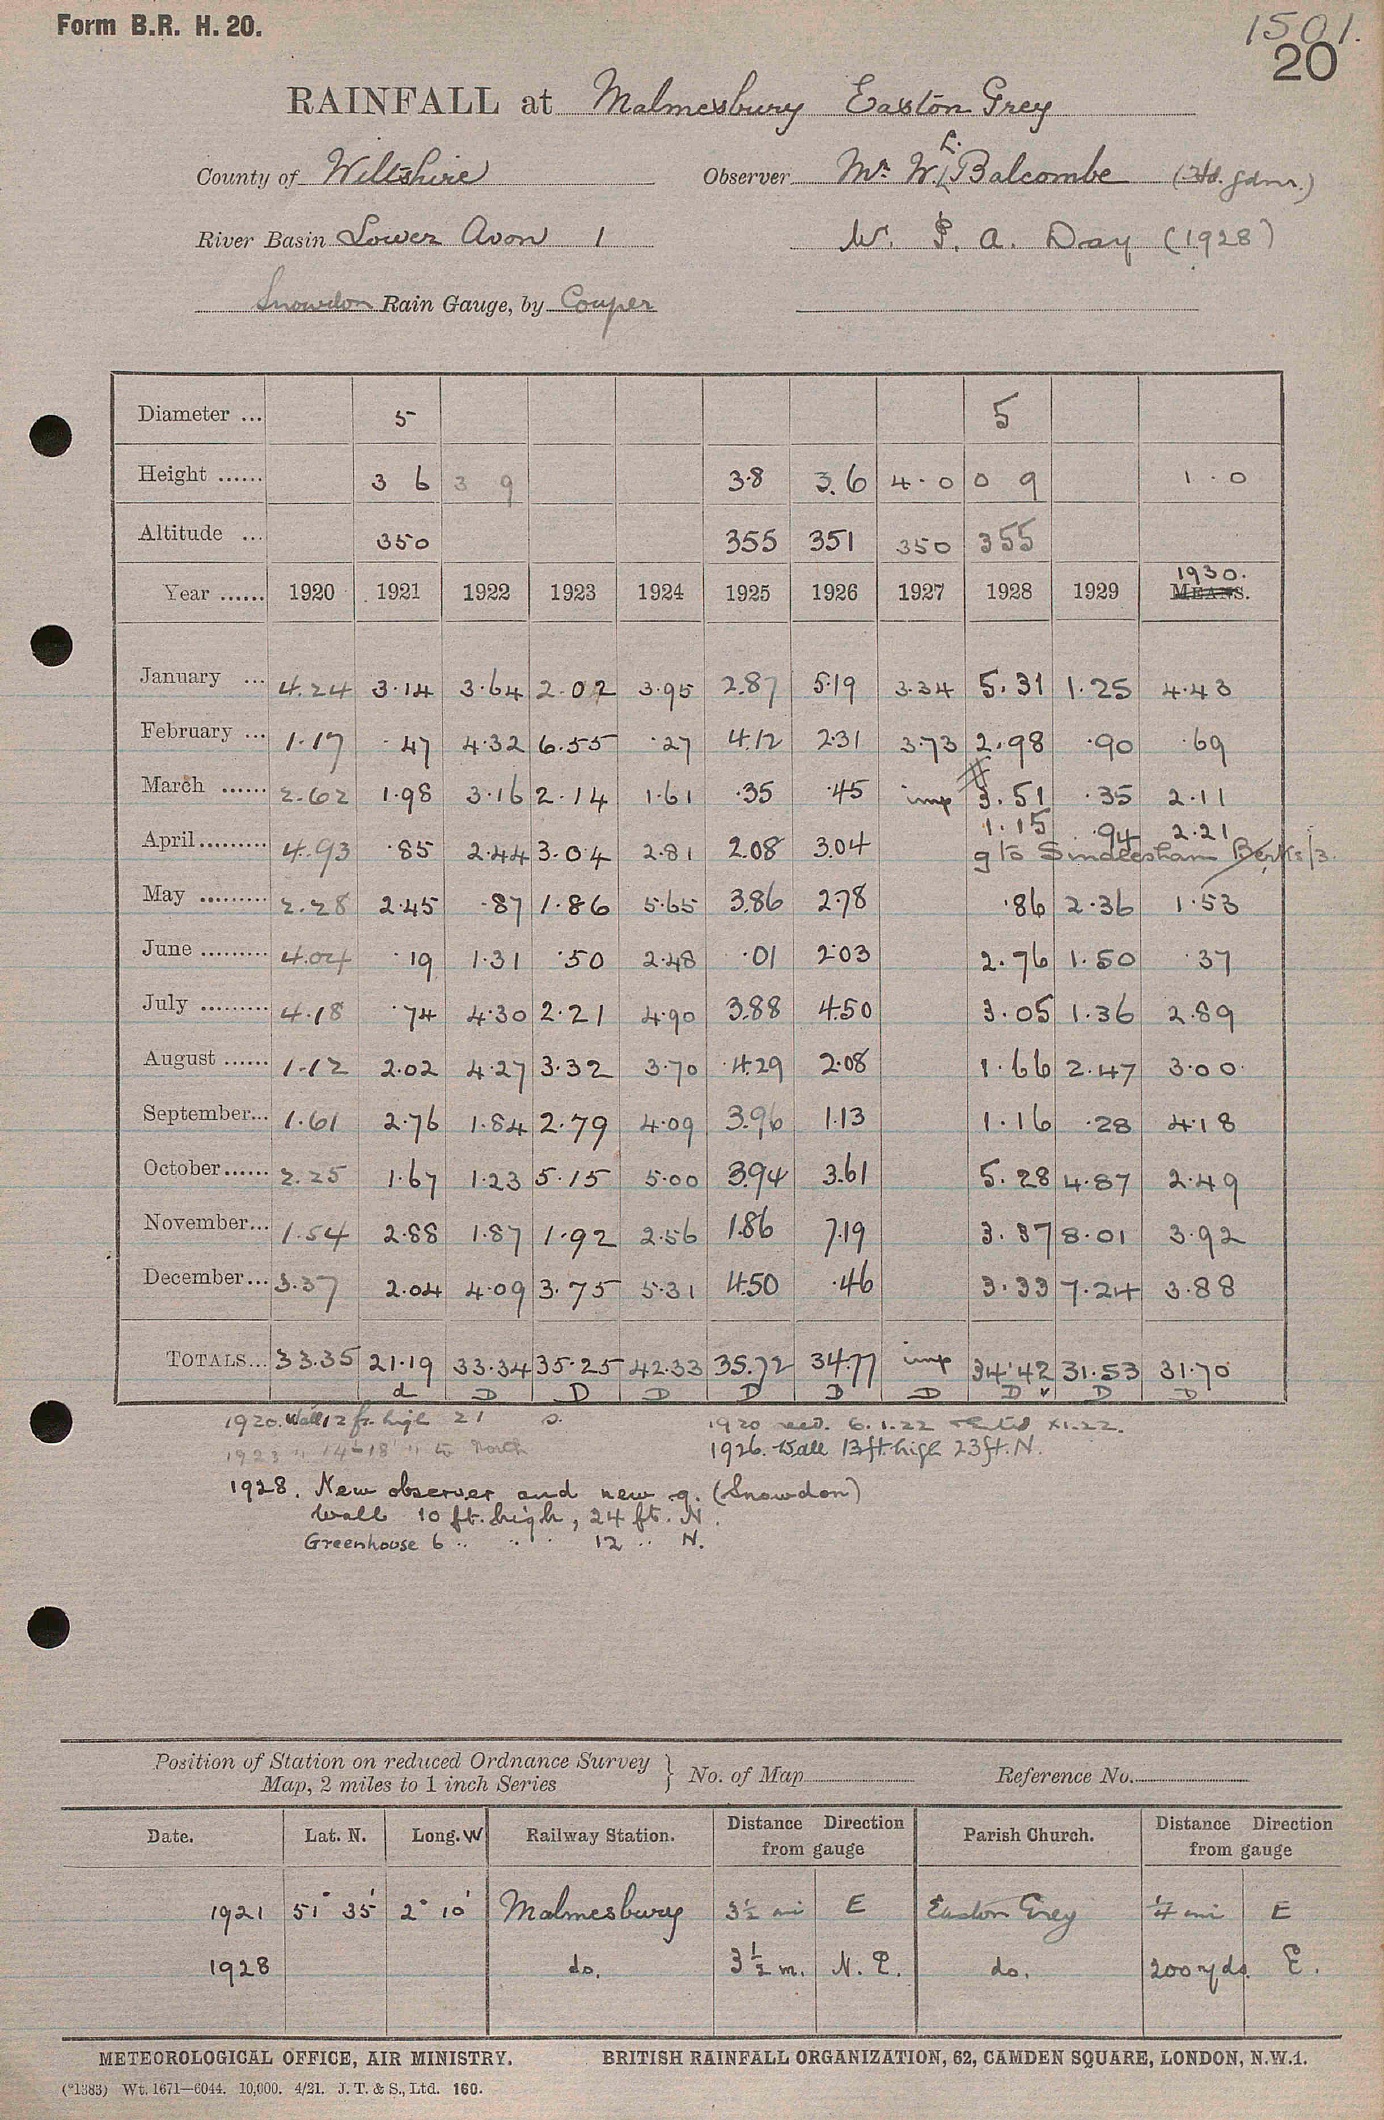 Form B.R. H. 20.
1501.
20
RAINFALL at Malmesbury Easton Grey
County of Wiltshire Observer Mr W. L. Balcombe (Hd. gdnr.)
River Basin Lower Avon 1 W. P. A. Day (1928)
Snowdon Rain Gauge, by Couper
Diameter ... 5 5
Height ...... 3 6 3 9 3.8 3.6 4.0 0 9 1.0
Altitude ... 350 355 351 350 355
Year ...... 1920 1921 1922 1923 1924 1925 1926 1927 1928 1929 1930. MEANS.
January ... 4.24 3.14 3.64 2.02 3.95 2.87 5.19 3.34 5.31 1.25 4.43
February ... 1.17 .47 4.32 6.55 .27 4.12 2.31 3.73 2.98 .90 .69
March ...... 2.62 1.98 3.16 2.14 1.61 .35 .45 imp 3.51 .35 2.11
April......... 4.93 .85 2.44 3.04 2.81 2.08 3.04 1.15 .94 2.21
g to Sindlesham Berks/3.
May ......... 2.28 2.45 .87 1.86 5.65 3.86 2.78 .86 2.36 1.53
June ......... 4.04 .19 1.31 .50 2.48 .01 2.03 2.76 1.50 .37
July ......... 4.18 .74 4.30 2.21 4.90 3.88 4.50 3.05 1.36 2.89
August ...... 1.12 2.02 4.27 3.32 3.70 4.29 2.08 1.66 2.47 3.00
September... 1.61 2.76 1.84 2.79 4.09 3.96 1.13 1.16 .28 4.18
October...... 2.25 1.67 1.23 5.15 5.00 3.94 3.61 5.28 4.87 2.49
November... 1.54 2.88 1.87 1.92 2.56 1.86 7.19 3.37 8.01 3.92
December... 3.37 2.04 4.09 3.75 5.31 4.50 .46 3.33 7.24 3.88
TOTALS... 33.35 21.19 33.34 35.25 42.33 35.72 34.77 imp 34.42 31.53 31.70
d D D D D D D D v D D
1920. Wall 12 ft. high 21 S. 1920 recd. 6.1.22 XI.22.
1923 " 14-18 " to North 1926. Wall 13ft. high 23ft. N.
1928. New observer and new g. (Snowdon)
Wall 10 ft. high, 24 ft. N.
Greenhouse 6 .. .. 12 .. N.
Position of Station on reduced Ordnance Survey
Map, 2 miles to 1 inch Series } No. of Map Reference No.
Date. Lat. N. Long. W Railway Station. Distance Direction from gauge Parish Church. Distance Direction from gauge
1921 51° 35' 2° 10' Malmesbury 3½ mi E Easton Grey ¼ mi E
1928 do. 3½ m. N. E. do. 200 yds. E.
METEOROLOGICAL OFFICE, AIR MINISTRY. BRITISH RAINFALL ORGANIZATION, 62, CAMDEN SQUARE, LONDON, N.W.1.
(*1383) Wt. 1671—6044. 10,000. 4/21. J. T. & S., Ltd. 160.